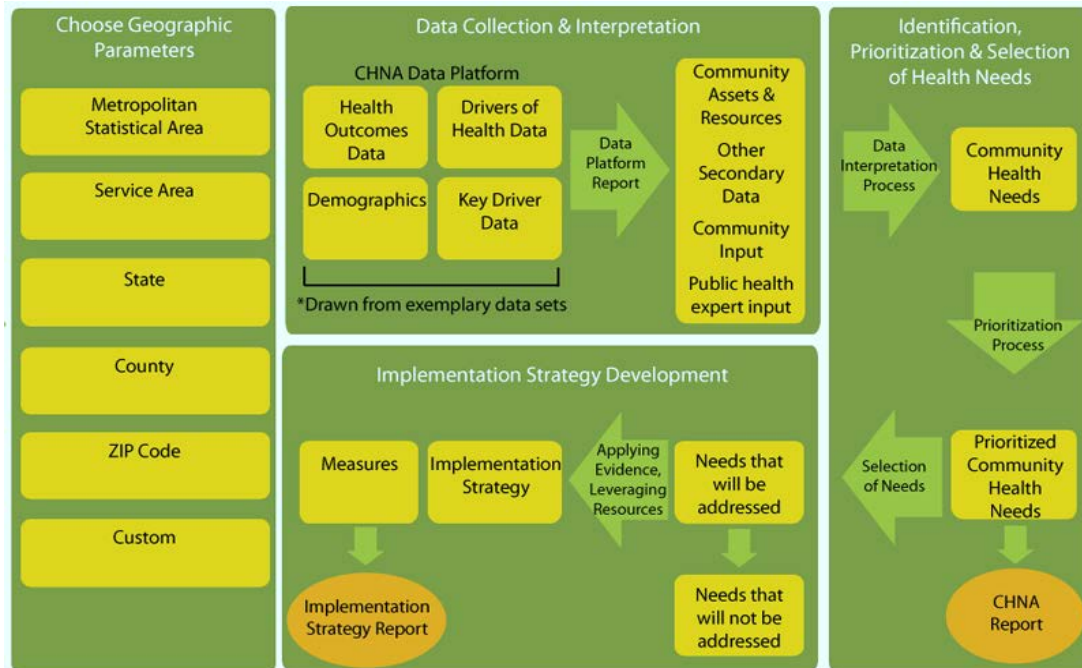 Choose Geographic
Parameters
Metropolitan
Statistical Area
Service Area
State
County
ZIP Code
Custom
Data Collection & Interpretation
CHNA Data Platform
Health
Outcomes
Data
Drivers of
Health Data
Demographics
Key Driver
Data
*Drawn from exemplary data sets
Data
Platform
Report
Community
Assets &
Resources
Other
Secondary
Data
Community
Input
Public health
expert input
Identification,
Prioritization & Selection
of Health Needs
Data
Interpretation
Process
Community
Health
Needs
Prioritization
Process
Prioritized
Community
Health
Needs
CHNA
Report
Selection
of Needs
Implementation Strategy Development
Needs that
will be
addressed
Needs that
will not be
addressed
Applying
Evidence,
Leveraging
Resources
Implementation
Strategy
Measures
Implementation
Strategy Report